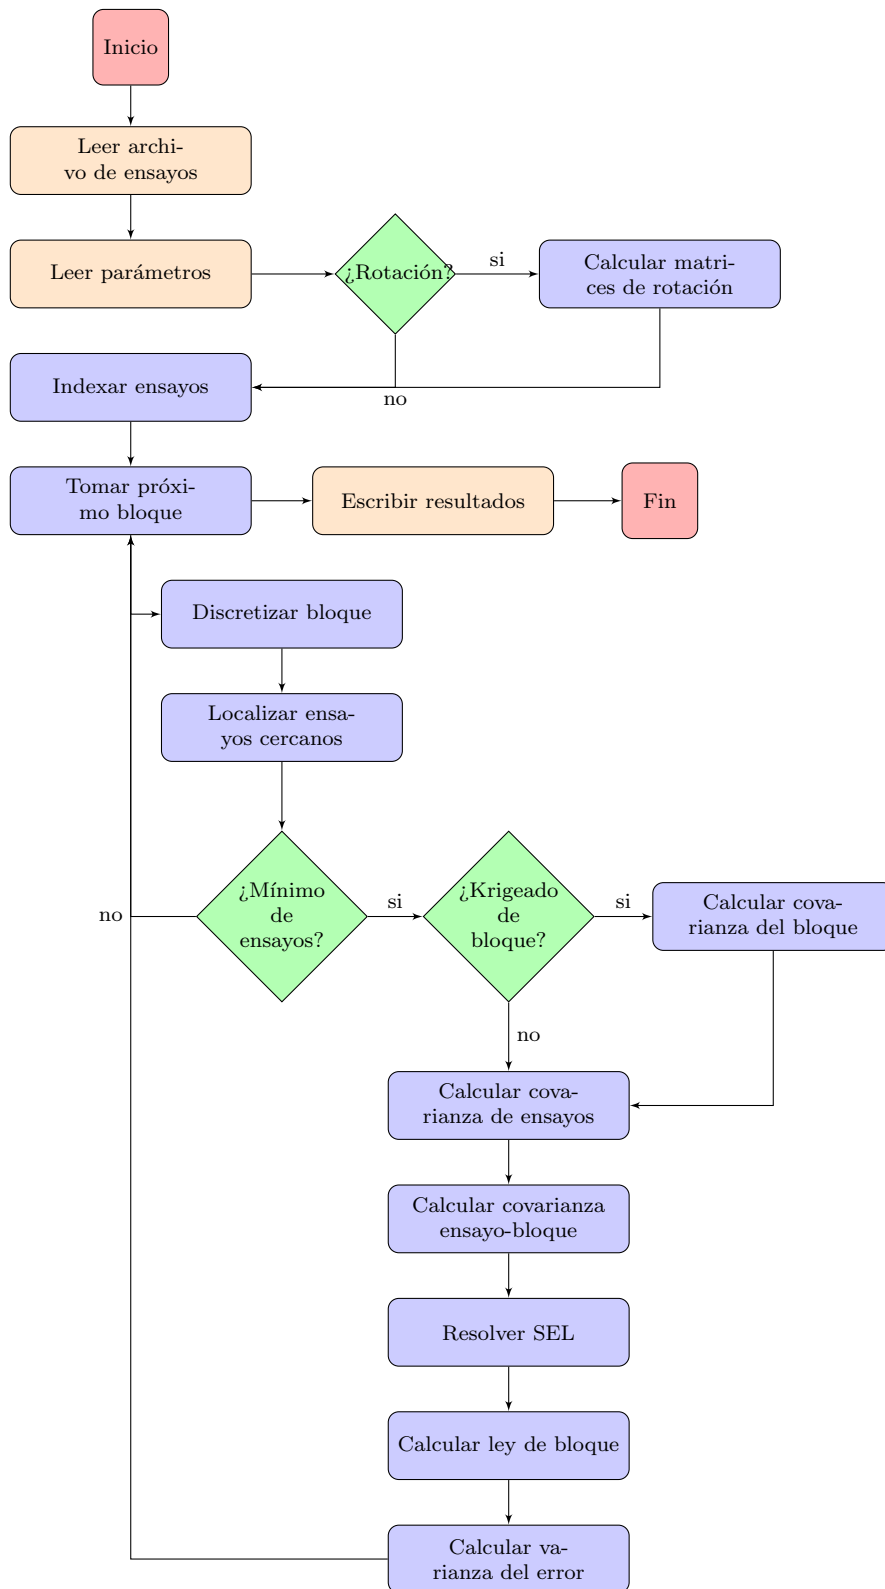 Inicio
Leer archi-
vo de ensayos
Leer parámetros
¿Rotación?
si
Calcular matri-
ces de rotación
Indexar ensayos
no
Tomar próxi-
mo bloque
Escribir resultados
Fin
Discretizar bloque
Localizar ensa-
yos cercanos
no
¿Mínimo
de
ensayos?
si
¿Krigeado
de
bloque?
si
Calcular cova-
rianza del bloque
no
Calcular cova-
rianza de ensayos
Calcular covarianza
ensayo-bloque
Resolver SEL
Calcular ley de bloque
Calcular va-
rianza del error